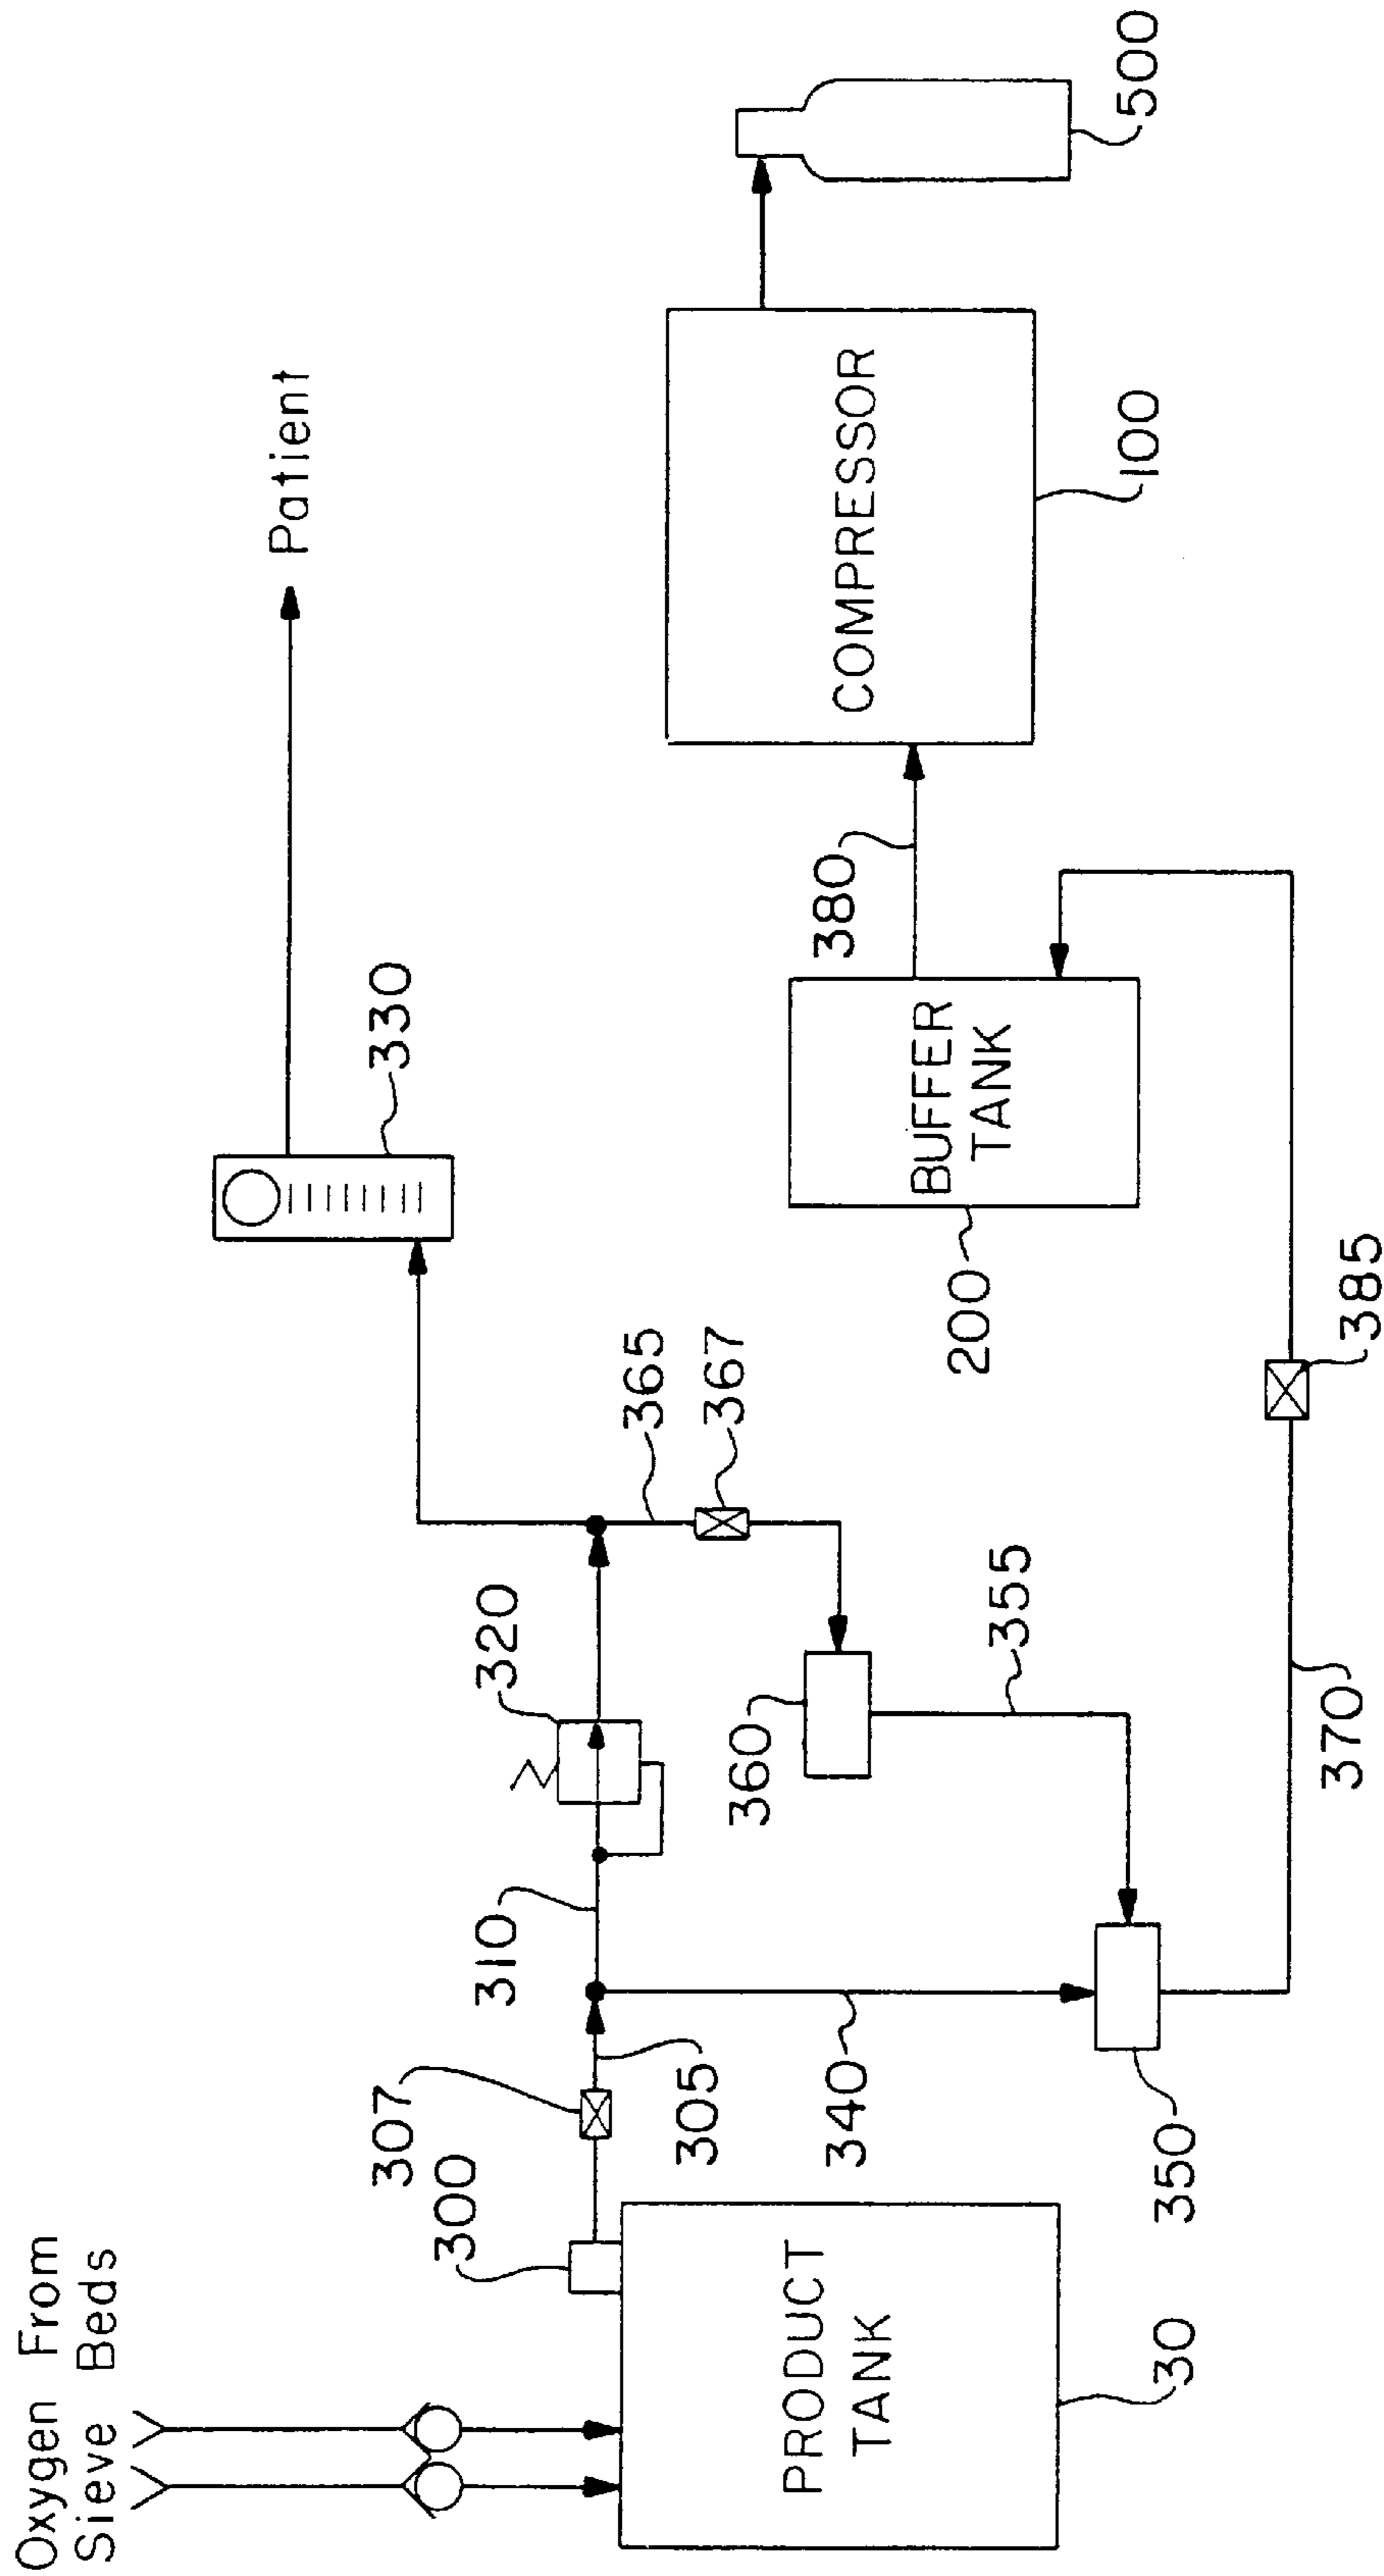 Oxygen From
Sieve Beds
Patient
330
300
307
310
320
305
365
367
340
360
355
350
370
385
PRODUCT
TANK
30
BUFFER
TANK
200
380
COMPRESSOR
100
500